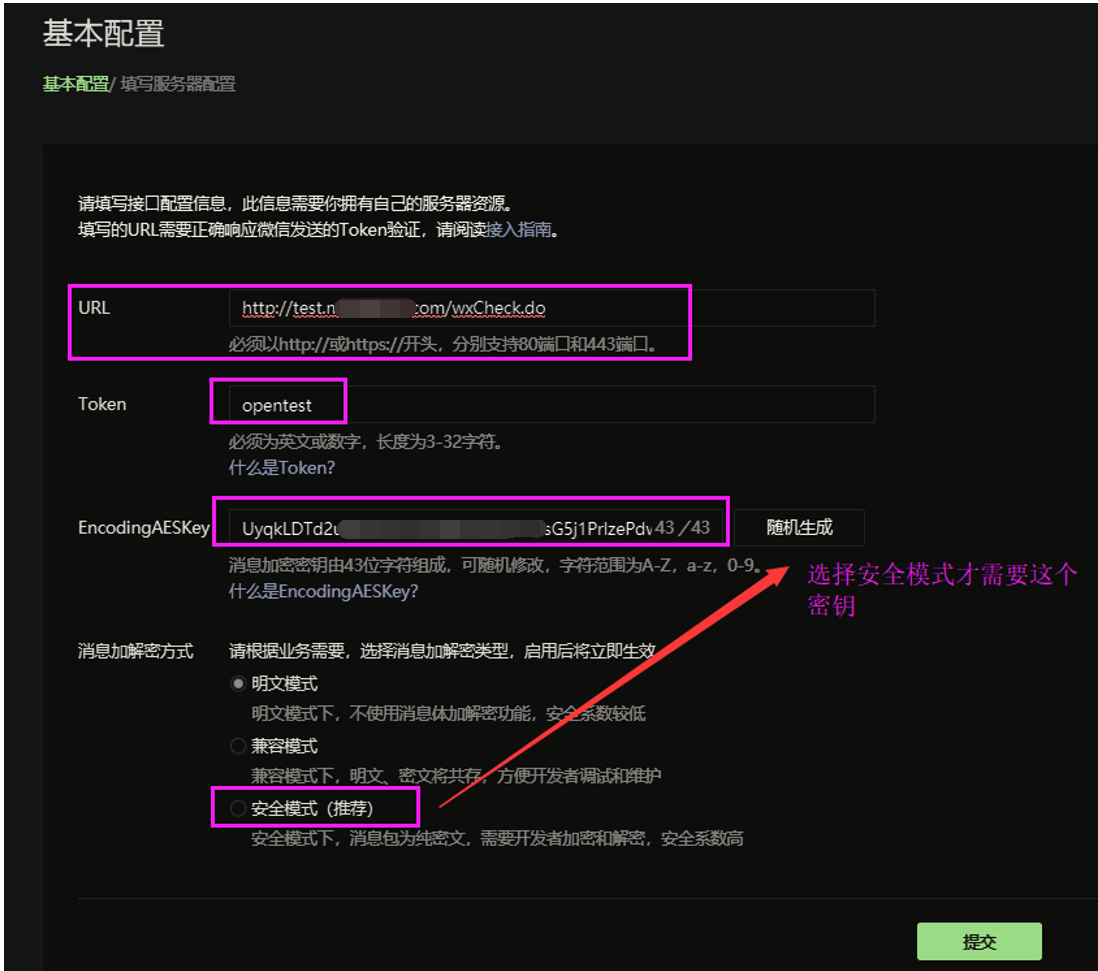 基本配置
基本配置/ 填写服务器配置
请填写接口配置信息，此信息需要你拥有自己的服务器资源。
填写的URL需要正确响应微信发送的Token验证，请阅读接入指南。
URL
http://test.n com/wxCheck.do
必须以http://或https://开头，分别支持80端口和443端口。
Token
opentest
必须为英文或数字，长度为3-32字符。
什么是Token?
EncodingAESKey
UyqkLDTd2u sG5j1PrIzePdv 43/43
随机生成
消息加密密钥由43位字符组成，可随机修改，字符范围为A-Z，a-z，0-9。
什么是EncodingAESKey?
选择安全模式才需要这个
密钥
消息加解密方式
请根据业务需要，选择消息加解密类型，启用后将立即生效
明文模式
明文模式下，不使用消息体加解密功能，安全系数较低
兼容模式
兼容模式下，明文、密文将共存，方便开发者调试和维护
安全模式（推荐）
安全模式下，消息包为纯密文，需要开发者加密和解密，安全系数高
提交